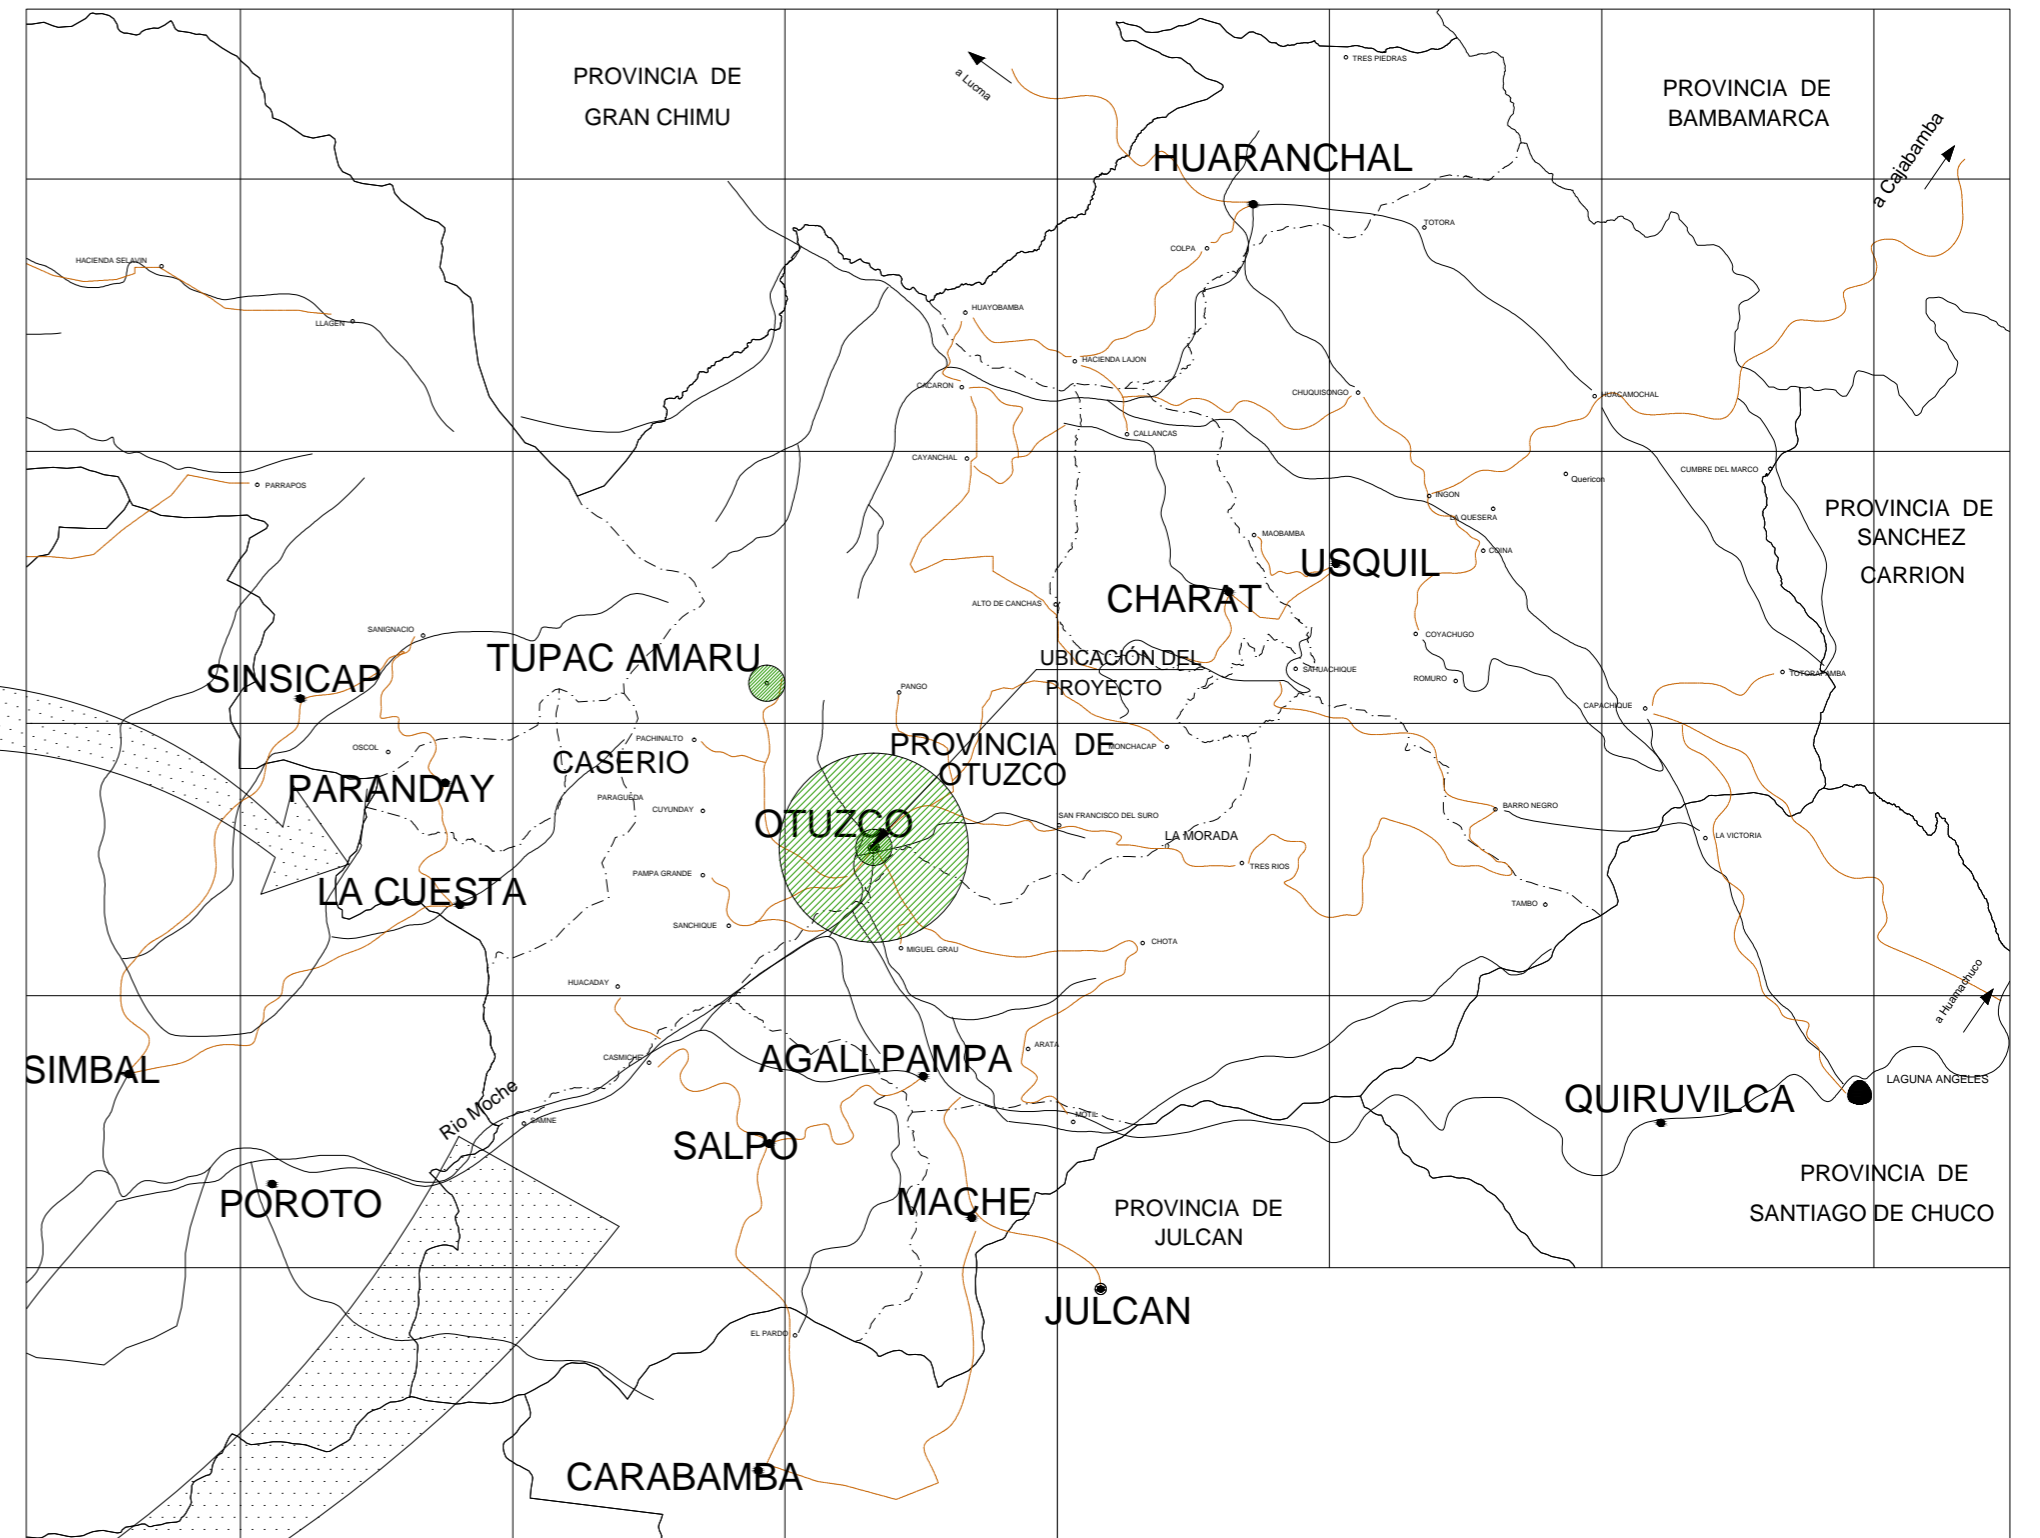 PROVINCIA DE
GRAN CHIMU
a Lucma
TRES PIEDRAS
PROVINCIA DE
BAMBAMARCA
a Cajabamba
HUARANCHAL
TOTORA
COLPA
HACIENDA SELAVIN
LLAGEN
HUAYOBAMBA
HACIENDA LAJON
CACARON
CHUQUISONGO
HUACAMOCHAL
CALLANCAS
CAYANCHAL
CUMBRE DEL MARCO
Quericon
PARRAPOS
INGON
LA QUESERA
PROVINCIA DE
SANCHEZ
CARRION
MAOBAMBA
COINA
USQUIL
CHARAT
ALTO DE CANCHAS
SANIGNACIO
COYACHUGO
TUPAC AMARU
UBICACIÓN DEL
PROYECTO
SAHUACHIQUE
ROMURO
TOTORAPAMBA
SINSICAP
PANGO
CAPACHIQUE
OSCOL
PACHINALTO
CASERIO
PROVINCIA DE
OTUZCO
MONCHACAP
PARANDAY
PARAGUEDA
CUYUNDAY
OTUZCO
SAN FRANCISCO DEL SURO
LA MORADA
BARRO NEGRO
LA VICTORIA
TRES RIOS
PAMPA GRANDE
LA CUESTA
TAMBO
SANCHIQUE
MIGUEL GRAU
CHOTA
HUACADAY
a Huamachuco
ARATA
CASMICHE
AGALLPAMPA
SIMBAL
LAGUNA ANGELES
QUIRUVILCA
Rio Moche
SAMNE
MOTIL
SALPO
PROVINCIA DE
SANTIAGO DE CHUCO
POROTO
MACHE
PROVINCIA DE
JULCAN
JULCAN
EL PARDO
CARABAMBA